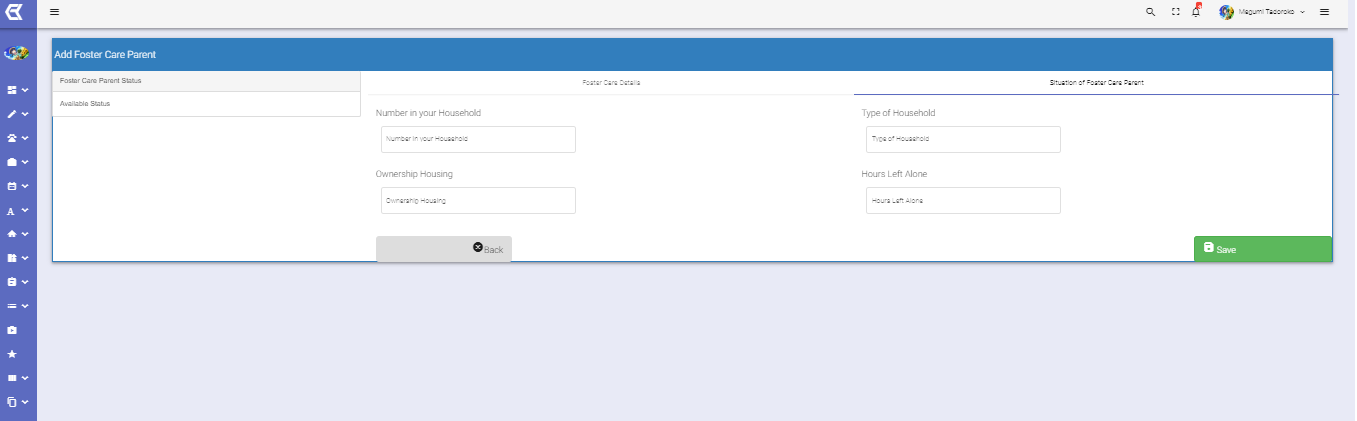 Megumi Tadoroko
Add Foster Care Parent
Foster Care Parent Status
Available Status
Foster Care Details
Situation of Foster Care Parent
Number in your Household
Number in your Household
Type of Household
Type of Household
Ownership Housing
Ownership Housing
Hours Left Alone
Hours Left Alone
Back
Save
A